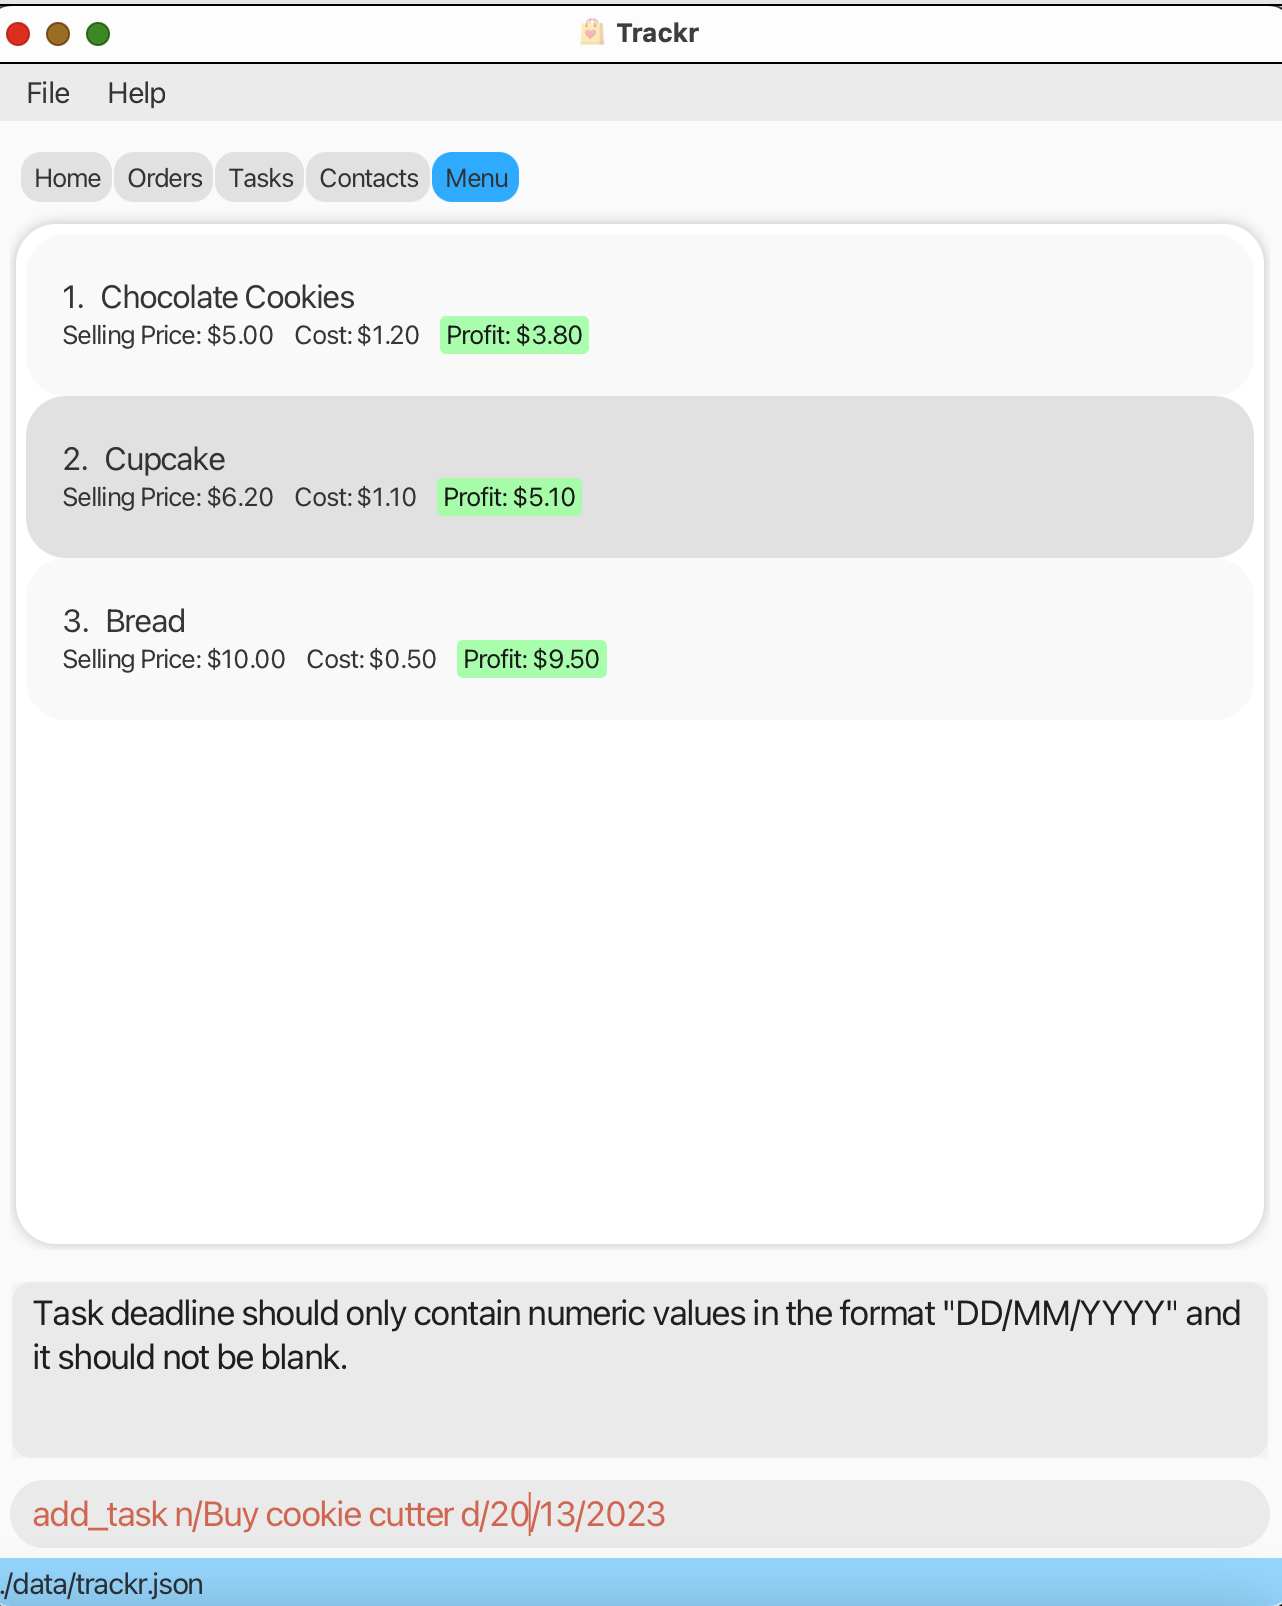 Trackr
File Help
Home Orders Tasks Contacts Menu
1. Chocolate Cookies
Selling Price: $5.00 Cost: $1.20 Profit: $3.80
2. Cupcake
Selling Price: $6.20 Cost: $1.10 Profit: $5.10
3. Bread
Selling Price: $10.00 Cost: $0.50 Profit: $9.50
Task deadline should only contain numeric values in the format "DD/MM/YYYY" and
it should not be blank.
add_task n/Buy cookie cutter d/20/13/2023
./data/trackr.json